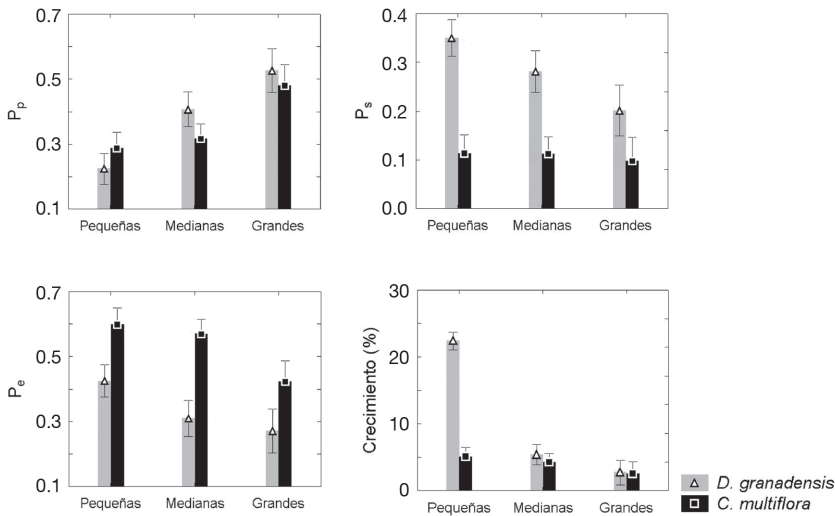 0.7
0.5
0.3
0.1
Pp
Pequeñas Medianas Grandes
0.4
0.3
0.2
0.1
0.0
Ps
Pequeñas Medianas Grandes
0.7
0.5
0.3
0.1
Pe
Pequeñas Medianas Grandes
30
20
10
0
Crecimiento (%)
Pequeñas Medianas Grandes
D. granadensis
C. multiflora